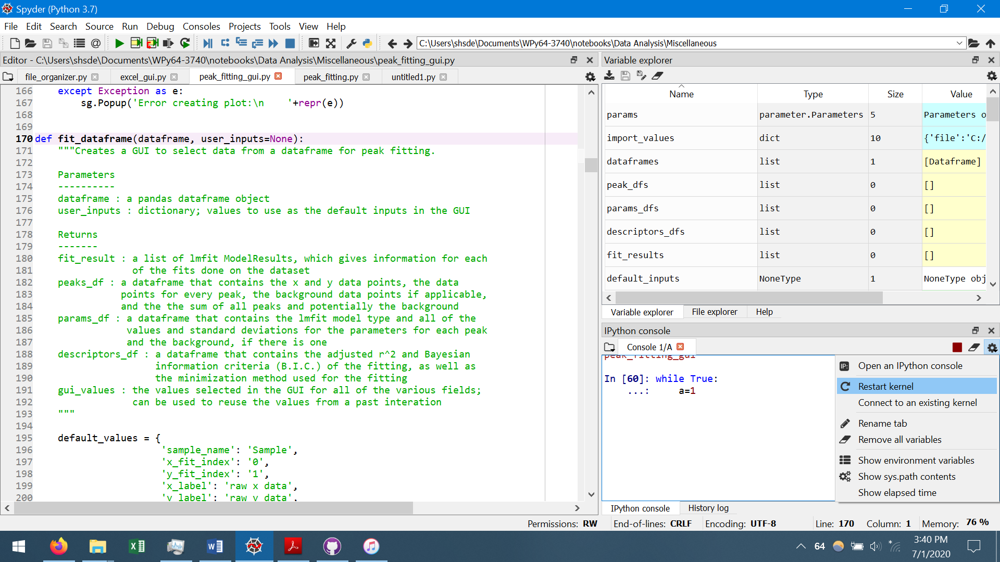 Spyder (Python 3.7)
File Edit Search Source Run Debug Consoles Projects Tools View Help
C:\Users\shsde\Documents\WPy64-3740\notebooks\Data Analysis\Miscellaneous
Editor - C:\Users\shsde\Documents\WPy64-3740\notebooks\Data Analysis\Miscellaneous\peak_fitting_gui.py
file_organizer.py excel_gui.py peak_fitting_gui.py peak_fitting.py untitled1.py
166     except Exception as e:
167         sg.Popup('Error creating plot:\n    '+repr(e))
168
169
170 def fit_dataframe(dataframe, user_inputs=None):
171     """Creates a GUI to select data from a dataframe for peak fitting.
172
173     Parameters
174     ----------
175     dataframe : a pandas dataframe object
176     user_inputs : dictionary; values to use as the default inputs in the GUI
177
178     Returns
179     -------
180     fit_result : a list of lmfit ModelResults, which gives information for each
181                  of the fits done on the dataset
182     peaks_df : a dataframe that contains the x and y data points, the data
183                points for every peak, the background data points if applicable,
184                and the the sum of all peaks and potentially the background
185     params_df : a dataframe that contains the lmfit model type and all of the
186                 values and standard deviations for the parameters for each peak
187                 and the background, if there is one
188     descriptors_df : a dataframe that contains the adjusted r^2 and Bayesian
189                      information criteria (B.I.C.) of the fitting, as well as
190                      the minimization method used for the fitting
191     gui_values : the values selected in the GUI for all of the various fields;
192                  can be used to reuse the values from a past interation
193     """
194
195     default_values = {
196                       'sample_name': 'Sample',
197                       'x_fit_index': '0',
198                       'y_fit_index': '1',
199                       'x_label': 'raw x data',
200                       'y_label': 'raw y data',
Variable explorer
Name Type Size Value
params parameter.Parameters 5 Parameters o
import_values dict 10 {'file':'C:/
dataframes list 1 [Dataframe]
peak_dfs list 0 []
params_dfs list 0 []
descriptors_dfs list 0 []
fit_results list 0 []
default_inputs NoneType 1 NoneType obj
Variable explorer File explorer Help
IPython console
Console 1/A
peak_fitting_gui
In [60]: while True:
    ...:     a=1
IP:
Open an IPython console
Restart kernel
Connect to an existing kernel
Rename tab
Remove all variables
Show environment variables
Show sys.path contents
Show elapsed time
IPython console History log
Permissions: RW End-of-lines: CRLF Encoding: UTF-8 Line: 170 Column: 1 Memory: 76 %
64
3:40 PM
7/1/2020